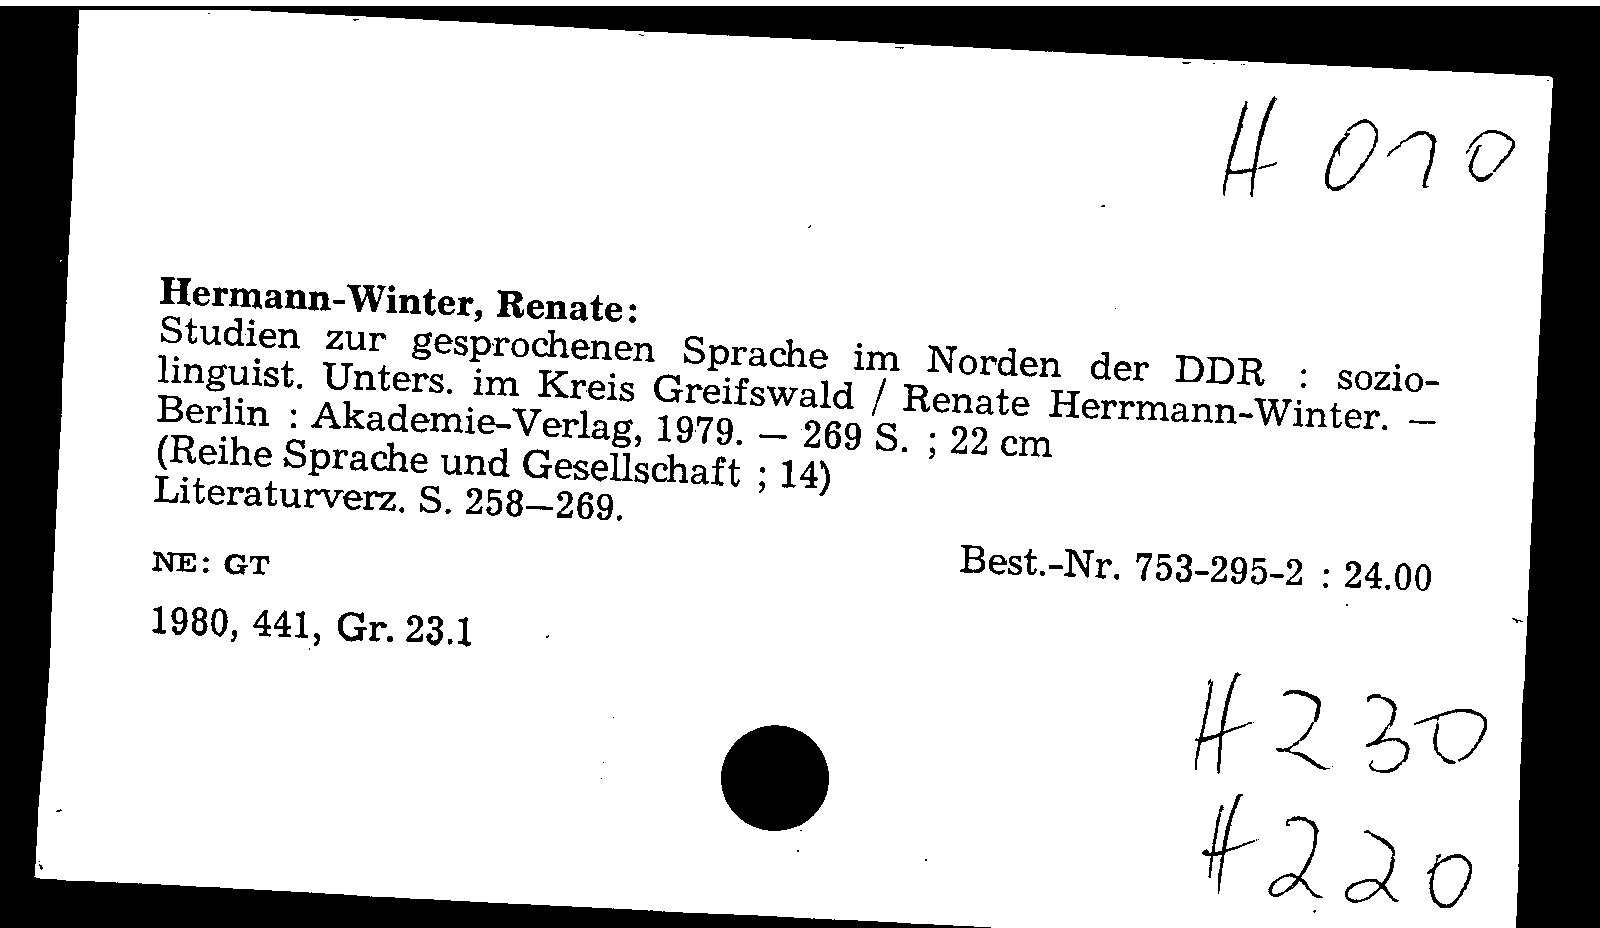 H 010
Hermann-Winter, Renate:
Studien zur gesprochenen Sprache im Norden der DDR : sozio-
linguist. Unters. im Kreis Greifswald / Renate Herrmann-Winter. —
Berlin : Akademie-Verlag, 1979. — 269 S. ; 22 cm
(Reihe Sprache und Gesellschaft ; 14)
Literaturverz. S. 258—269.
NE: GT
Best.-Nr. 753-295-2 : 24.00
1980, 441, Gr. 23.1
H 230
H 220